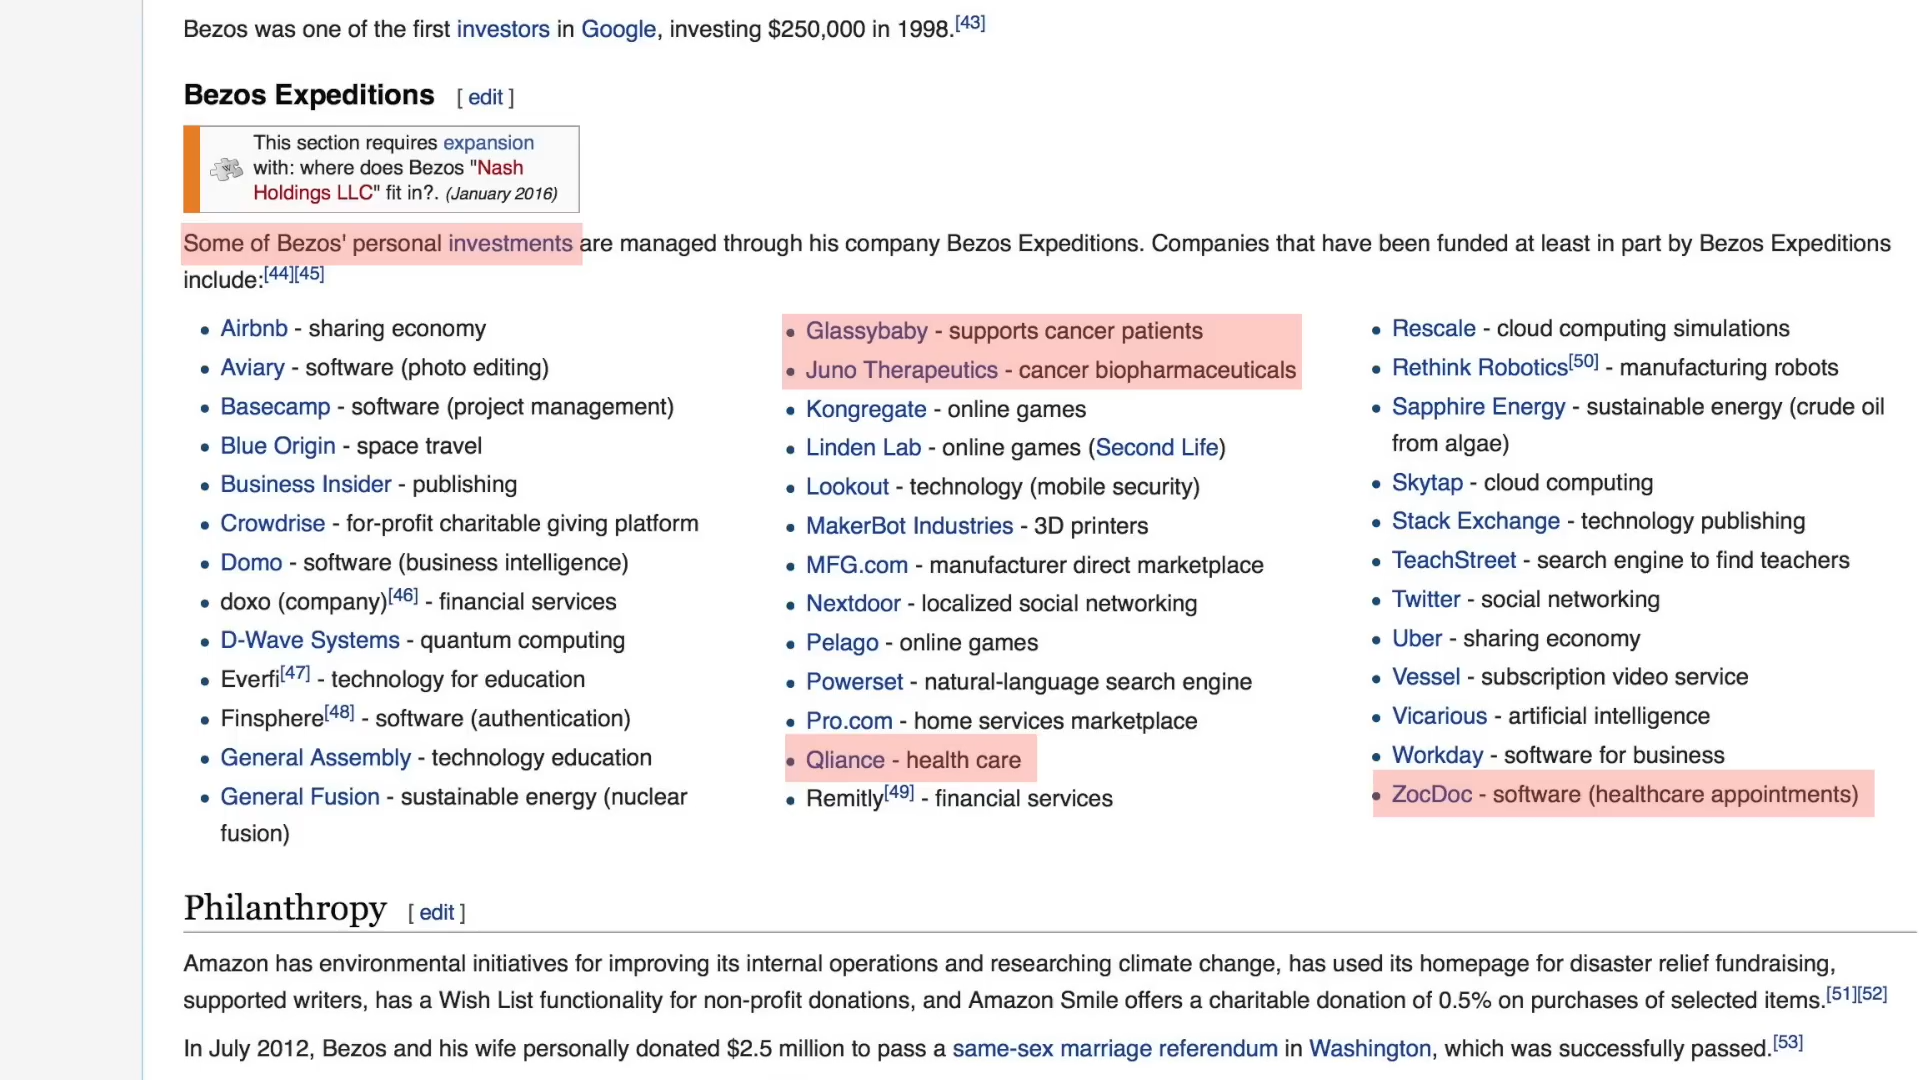 Bezos was one of the first investors in Google, investing $250,000 in 1998.[43]
Bezos Expeditions [ edit ]
This section requires expansion
with: where does Bezos "Nash
Holdings LLC" fit in?. (January 2016)
Some of Bezos' personal investments are managed through his company Bezos Expeditions. Companies that have been funded at least in part by Bezos Expeditions
include:[44][45]
• Airbnb - sharing economy
• Aviary - software (photo editing)
• Basecamp - software (project management)
• Blue Origin - space travel
• Business Insider - publishing
• Crowdrise - for-profit charitable giving platform
• Domo - software (business intelligence)
• doxo (company)[46] - financial services
• D-Wave Systems - quantum computing
• Everfi[47] - technology for education
• Finsphere[48] - software (authentication)
• General Assembly - technology education
• General Fusion - sustainable energy (nuclear
fusion)
• Glassybaby - supports cancer patients
• Juno Therapeutics - cancer biopharmaceuticals
• Kongregate - online games
• Linden Lab - online games (Second Life)
• Lookout - technology (mobile security)
• MakerBot Industries - 3D printers
• MFG.com - manufacturer direct marketplace
• Nextdoor - localized social networking
• Pelago - online games
• Powerset - natural-language search engine
• Pro.com - home services marketplace
• Qliance - health care
• Remitly[49] - financial services
• Rescale - cloud computing simulations
• Rethink Robotics[50] - manufacturing robots
• Sapphire Energy - sustainable energy (crude oil
from algae)
• Skytap - cloud computing
• Stack Exchange - technology publishing
• TeachStreet - search engine to find teachers
• Twitter - social networking
• Uber - sharing economy
• Vessel - subscription video service
• Vicarious - artificial intelligence
• Workday - software for business
• ZocDoc - software (healthcare appointments)
Philanthropy [ edit ]
Amazon has environmental initiatives for improving its internal operations and researching climate change, has used its homepage for disaster relief fundraising,
supported writers, has a Wish List functionality for non-profit donations, and Amazon Smile offers a charitable donation of 0.5% on purchases of selected items.[51][52]
In July 2012, Bezos and his wife personally donated $2.5 million to pass a same-sex marriage referendum in Washington, which was successfully passed.[53]